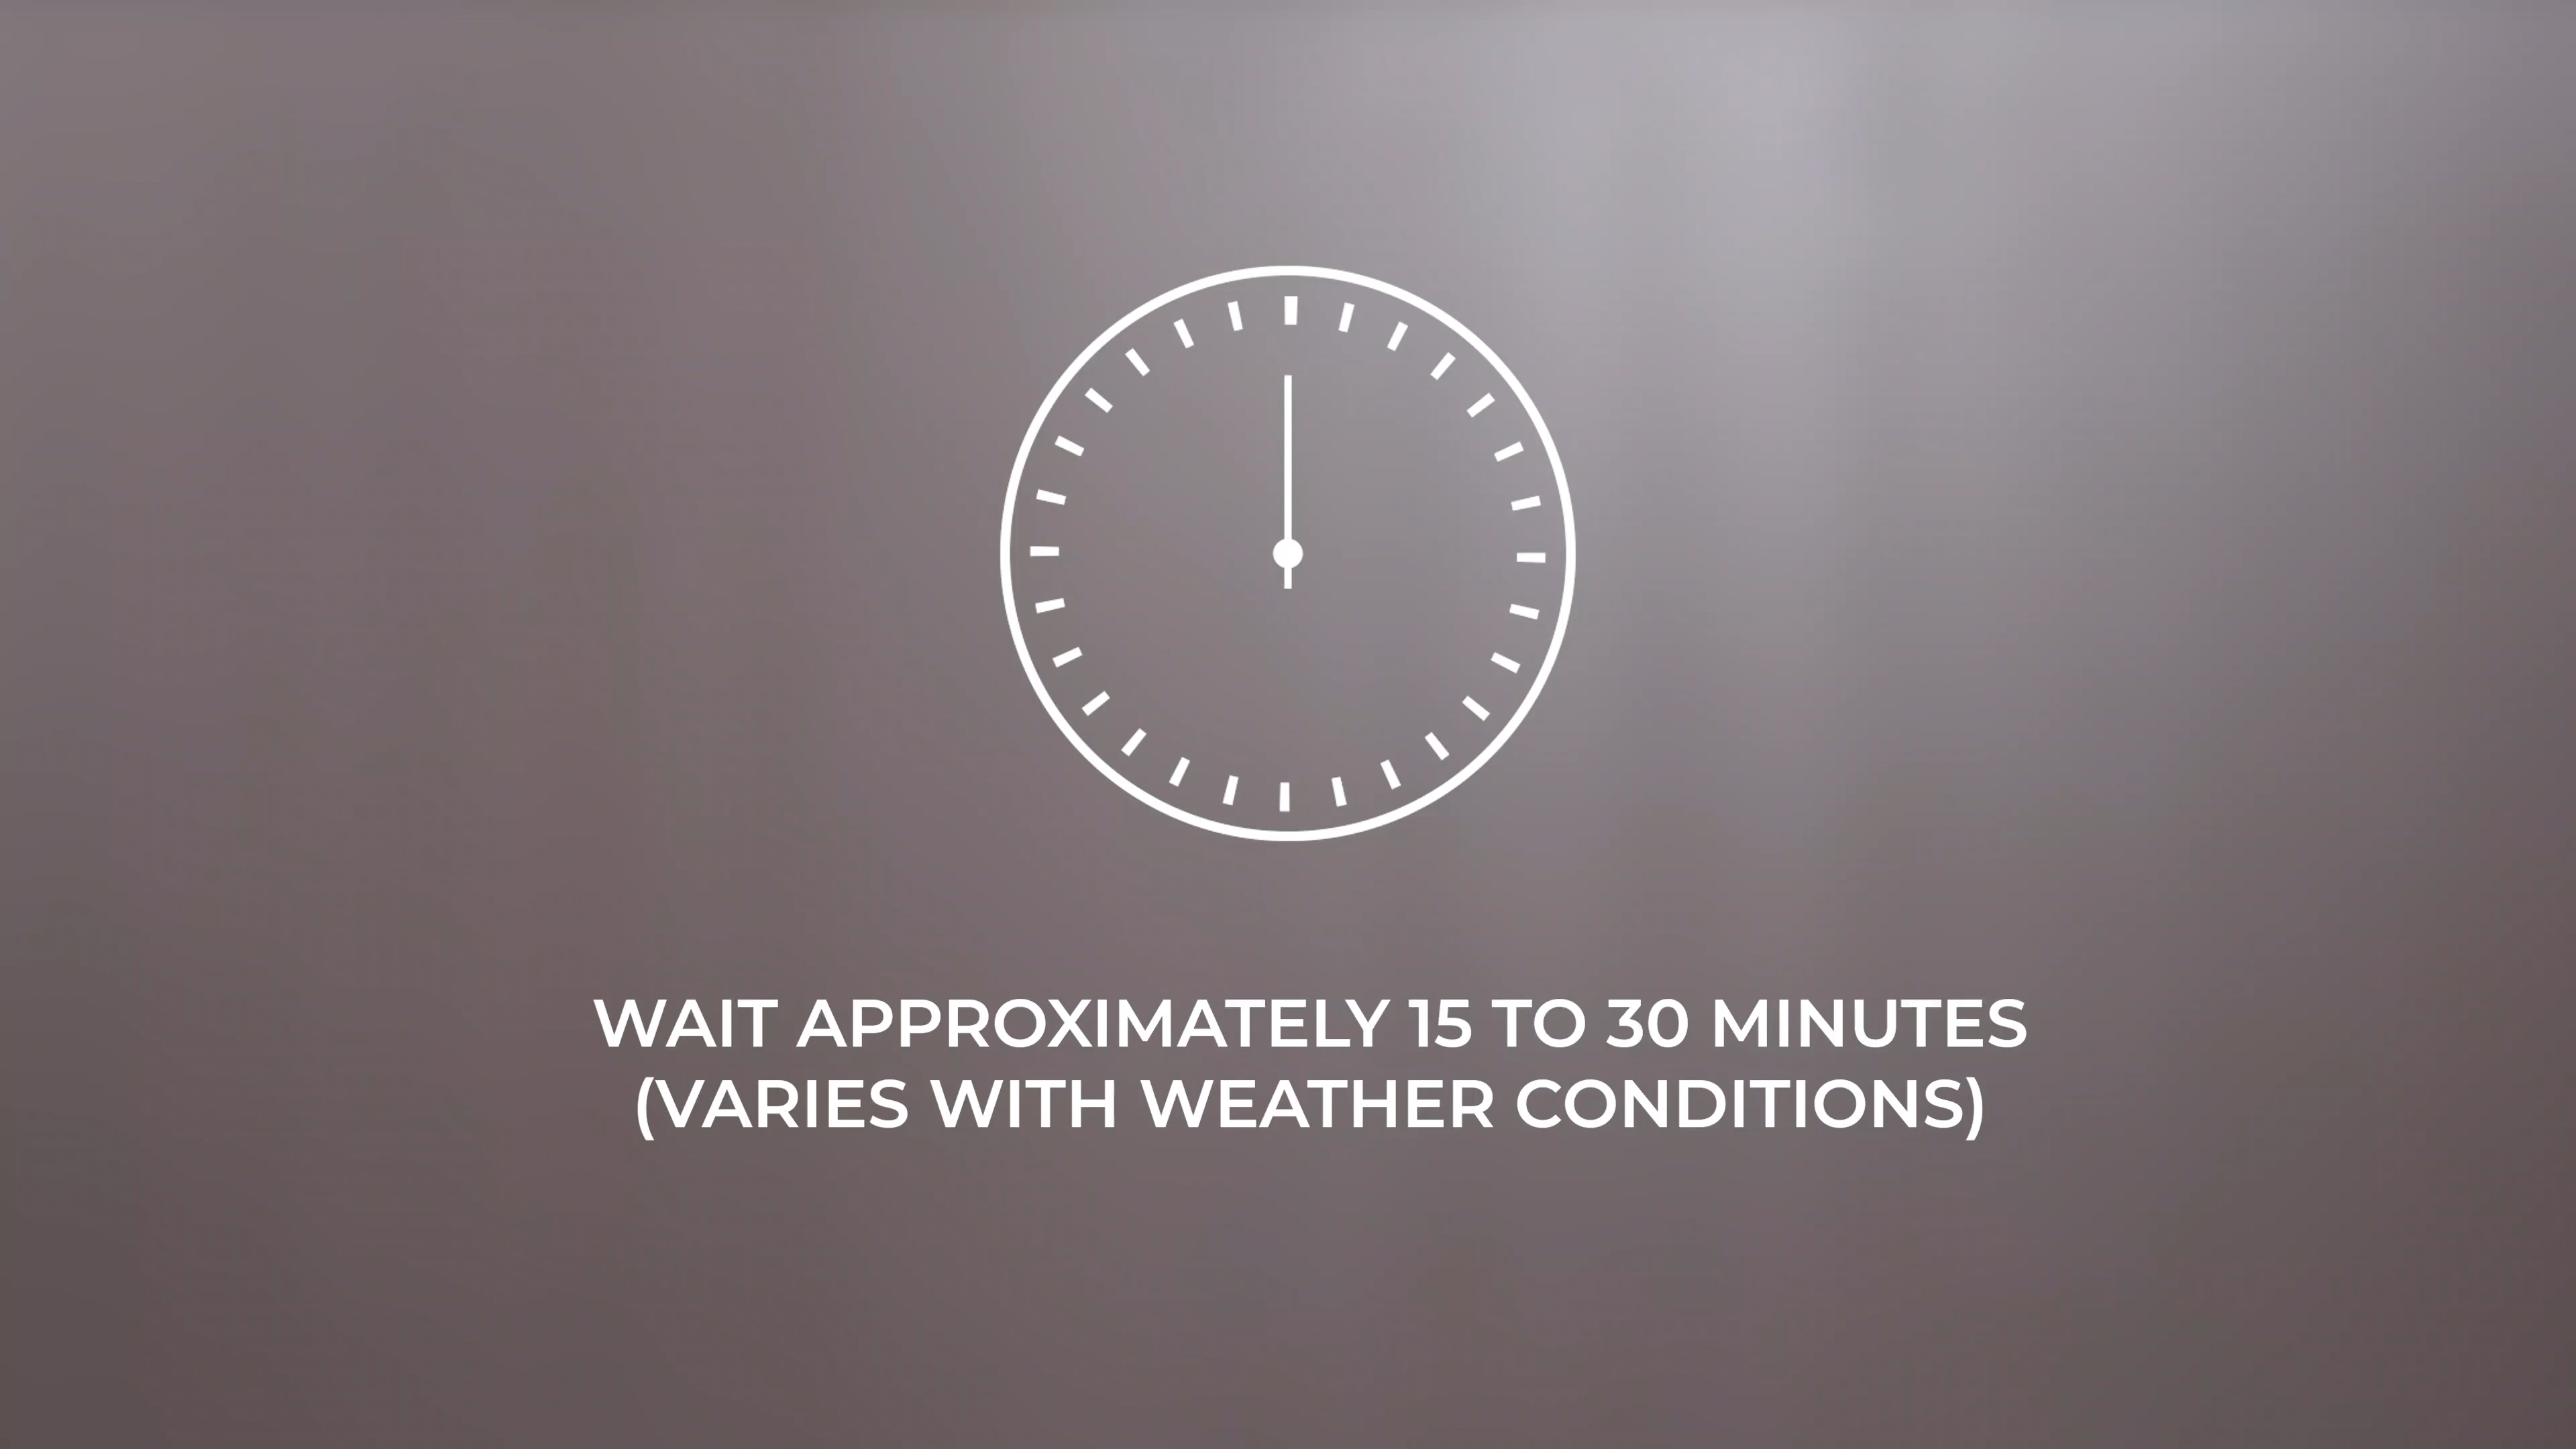 WAIT APPROXIMATELY 15 TO 30 MINUTES
(VARIES WITH WEATHER CONDITIONS)